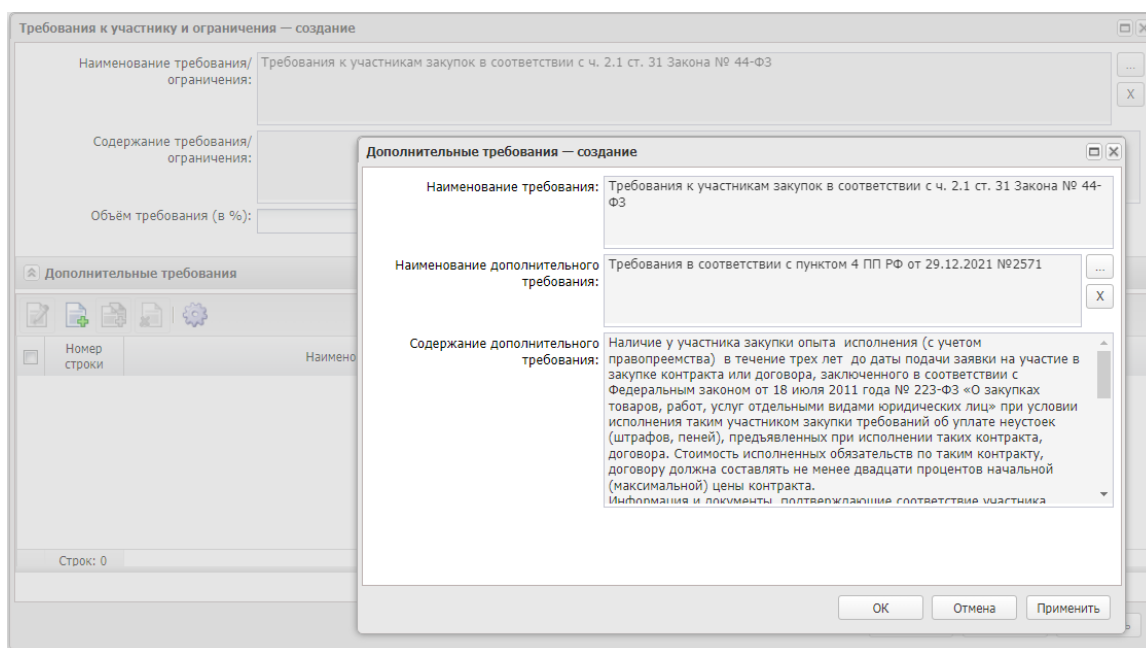 Требования к участнику и ограничения — создание
Наименование требования/
ограничения:
Требования к участникам закупок в соответствии с ч. 2.1 ст. 31 Закона № 44-ФЗ
...
X
Содержание требования/
ограничения:
Объём требования (в %):
Дополнительные требования
Номер
строки
Наимено
Строк: 0
Дополнительные требования — создание
Наименование требования:
Требования к участникам закупок в соответствии с ч. 2.1 ст. 31 Закона № 44-
ФЗ
Наименование дополнительного
требования:
Требования в соответствии с пунктом 4 ПП РФ от 29.12.2021 №2571
...
X
Содержание дополнительного
требования:
Наличие у участника закупки опыта  исполнения (с учетом
правопреемства)  в течение трех лет  до даты подачи заявки на участие в
закупке контракта или договора, заключенного в соответствии с
Федеральным законом от 18 июля 2011 года № 223-ФЗ «О закупках
товаров, работ, услуг отдельными видами юридических лиц» при условии
исполнения таким участником закупки требований об уплате неустоек
(штрафов, пеней), предъявленных при исполнении таких контракта,
договора. Стоимость исполненных обязательств по таким контракту,
договору должна составлять не менее двадцати процентов начальной
(максимальной) цены контракта.
Информация и документы, подтверждающие соответствие участника
ОК
Отмена
Применить